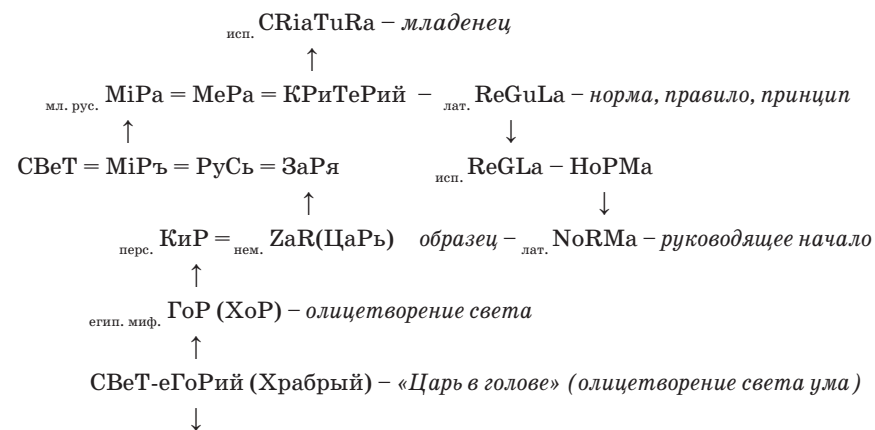 исп. CRiaTuRa – младенец
↑
мл. рус. МiРа = МеРа = КРиТеРий – лат. ReGuLa – норма, правило, принцип
↑ ↓
СВеТ = МiРъ = РуСь = ЗаРя исп. ReGLa – НоРМа
↑ ↓
перс. КиР = нем. ZaR(ЦаРь) образец – лат. NoRMa – руководящее начало
↑
егип. миф. ГоР (ХоР) – олицетворение света
↑
СВеТ-еГоРий (Храбрый) – «Царь в голове» (олицетворение света ума)
↓